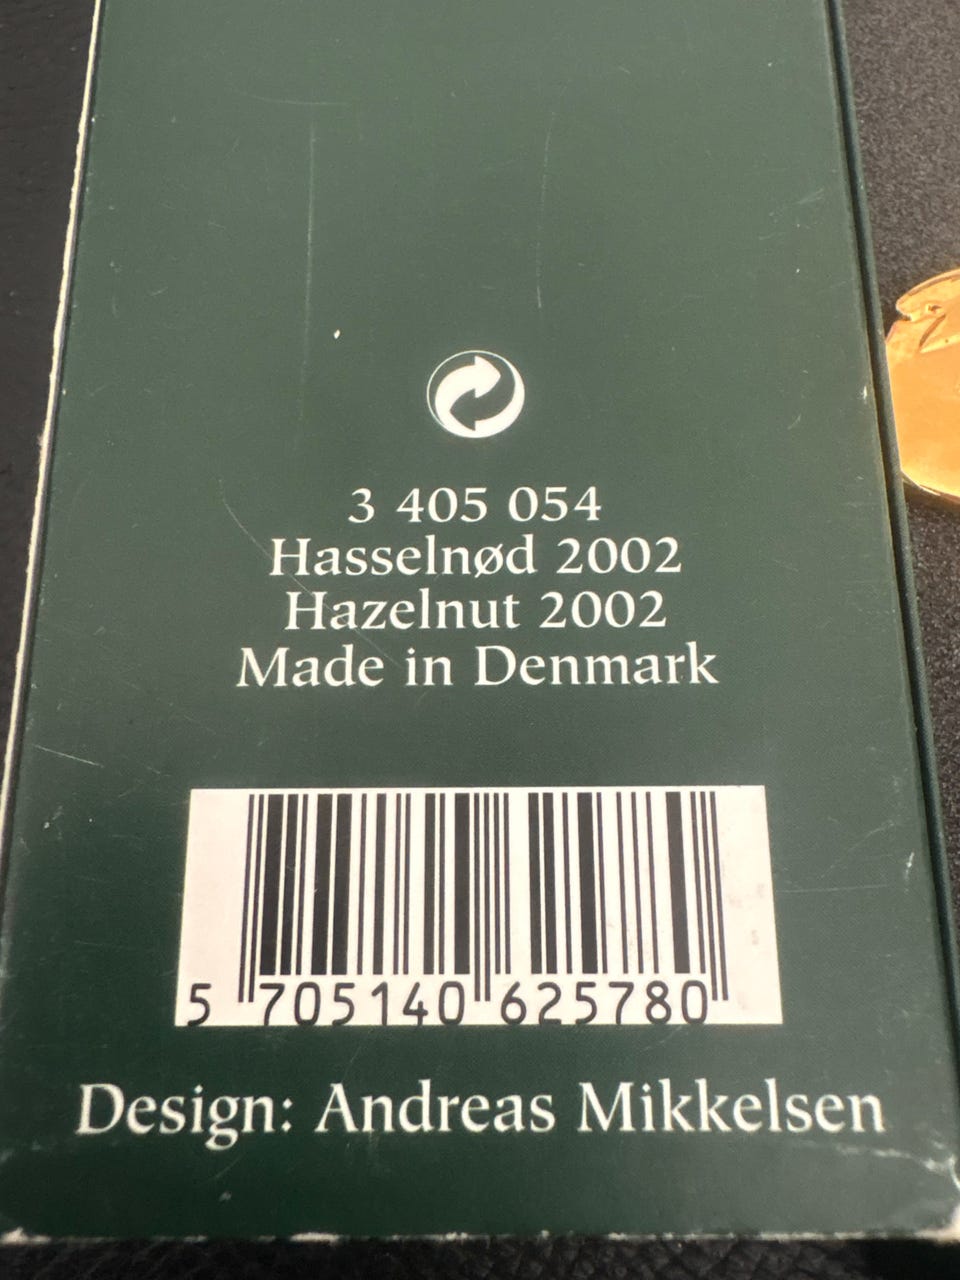 3 405 054
Hasselnød 2002
Hazelnut 2002
Made in Denmark
5 705140 625780
Design: Andreas Mikkelsen